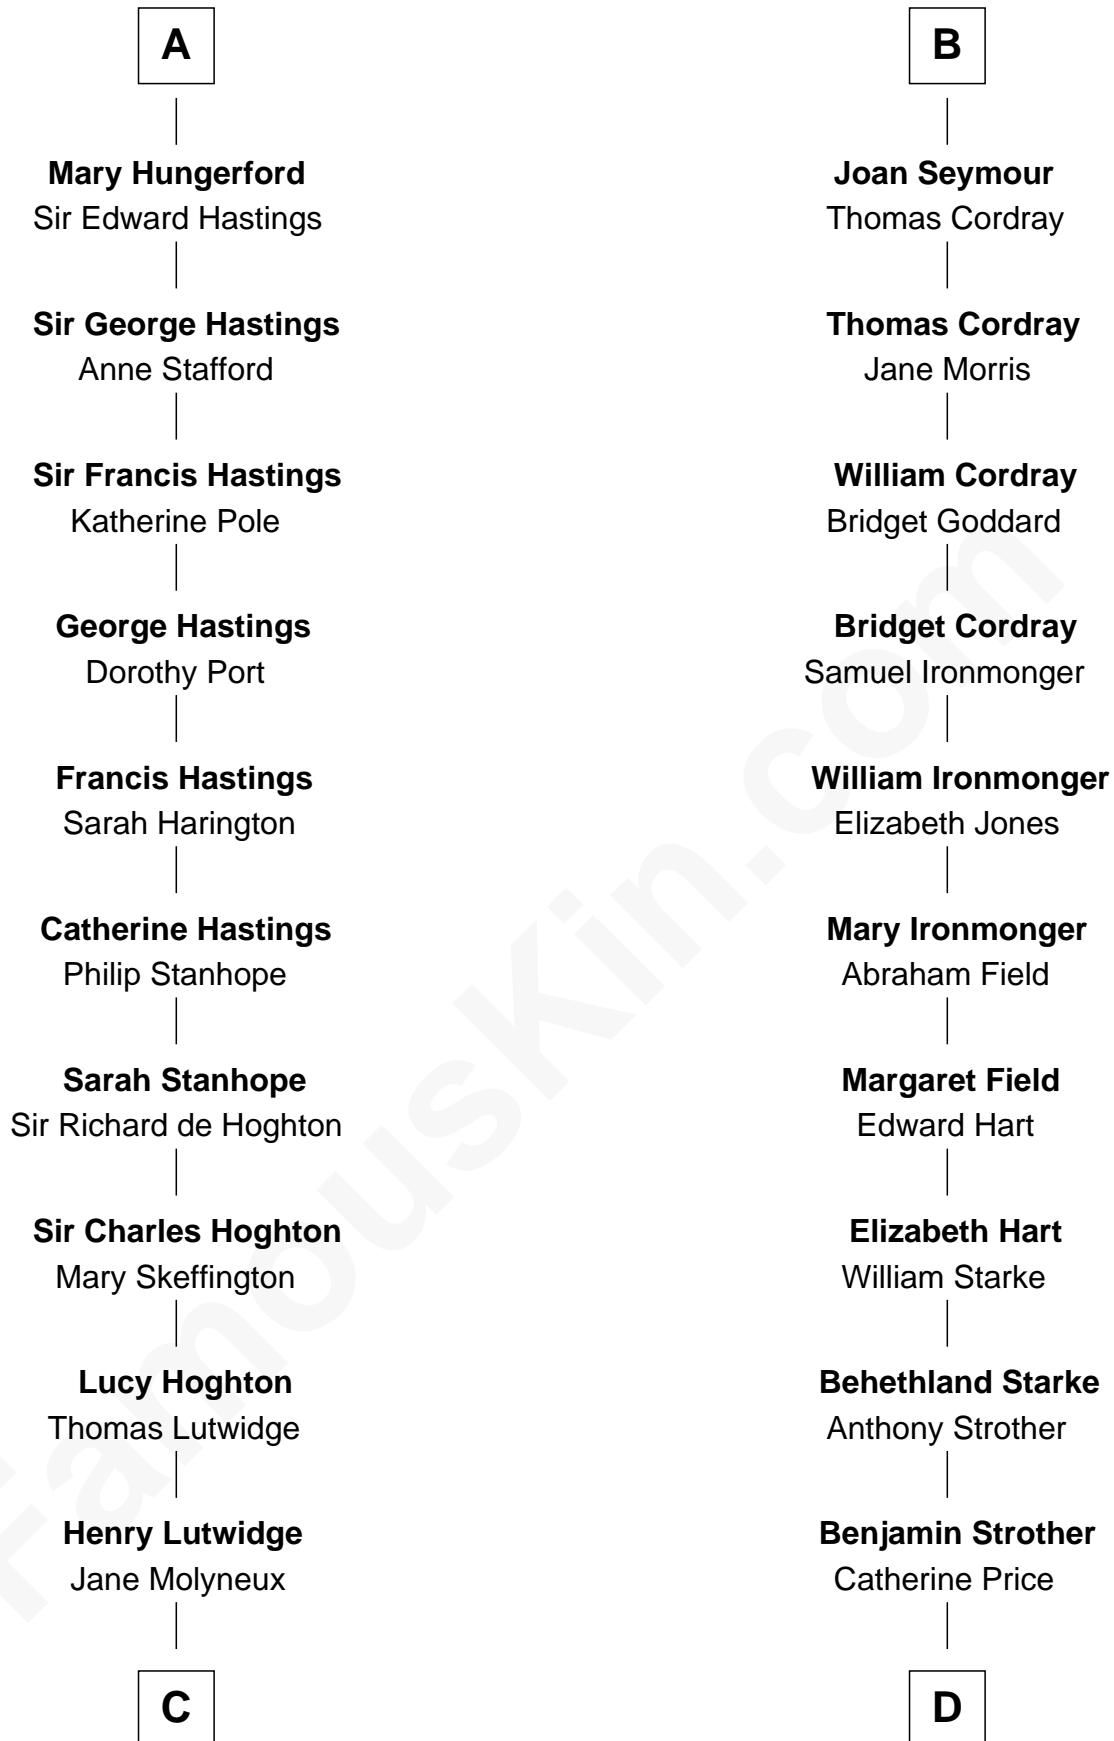 A
Mary Hungerford
Sir Edward Hastings
Sir George Hastings
Anne Stafford
Sir Francis Hastings
Katherine Pole
George Hastings
Dorothy Port
Francis Hastings
Sarah Harington
Catherine Hastings
Philip Stanhope
Sarah Stanhope
Sir Richard de Hoghton
Sir Charles Hoghton
Mary Skeffington
Lucy Hoghton
Thomas Lutwidge
Henry Lutwidge
Jane Molyneux
C
B
Joan Seymour
Thomas Cordray
Thomas Cordray
Jane Morris
William Cordray
Bridget Goddard
Bridget Cordray
Samuel Ironmonger
William Ironmonger
Elizabeth Jones
Mary Ironmonger
Abraham Field
Margaret Field
Edward Hart
Elizabeth Hart
William Starke
Behethland Starke
Anthony Strother
Benjamin Strother
Catherine Price
D
FamousKin.com